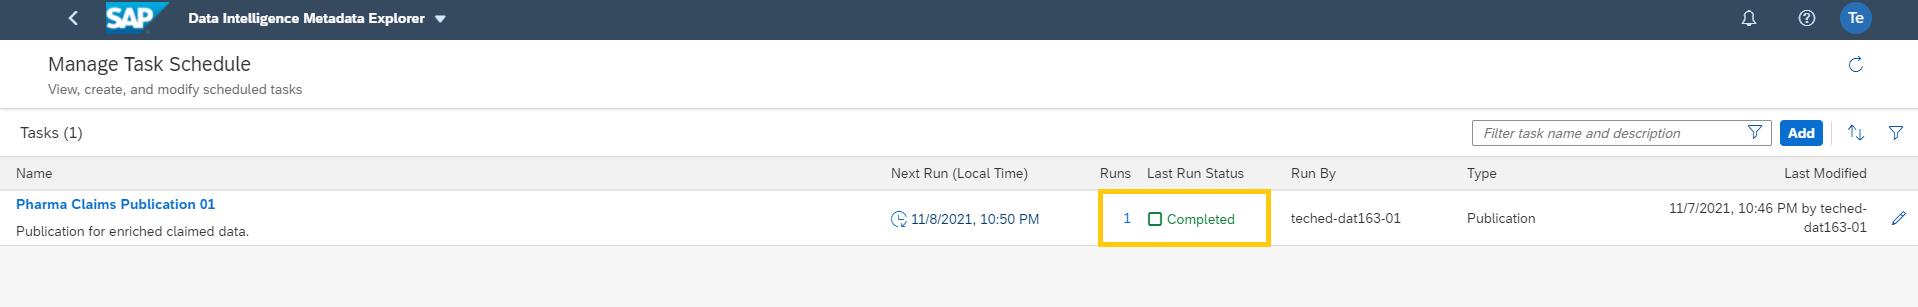 SAP Data Intelligence Metadata Explorer Te
Manage Task Schedule
View, create, and modify scheduled tasks
Tasks (1) Filter task name and description Add
Name Next Run (Local Time) Runs Last Run Status Run By Type Last Modified
Pharma Claims Publication 01
Publication for enriched claimed data.
11/8/2021, 10:50 PM 1 Completed teched-dat163-01 Publication
11/7/2021, 10:46 PM by teched-
dat163-01